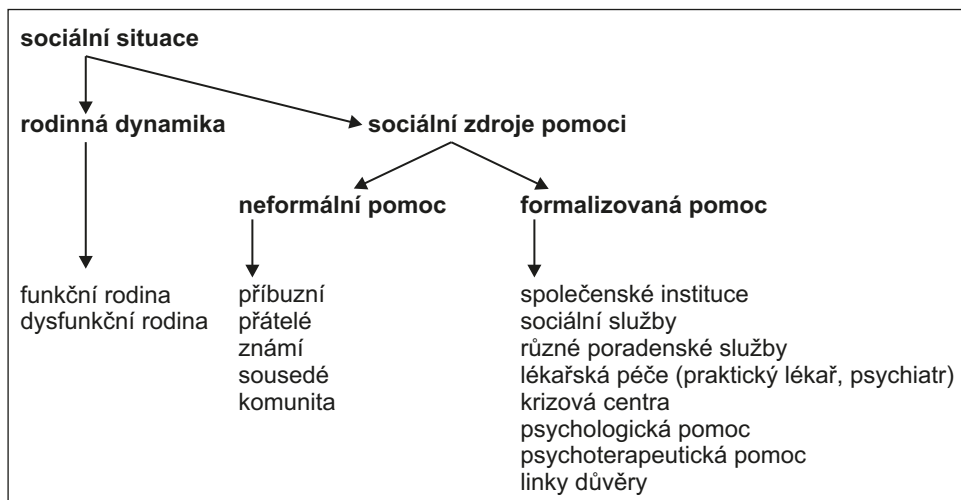 sociální situace
rodinná dynamika
sociální zdroje pomoci
neformální pomoc
formalizovaná pomoc
funkční rodina
dysfunkční rodina
příbuzní
přátelé
známí
sousedé
komunita
společenské instituce
sociální služby
různé poradenské služby
lékařská péče (praktický lékař, psychiatr)
krizová centra
psychologická pomoc
psychoterapeutická pomoc
linky důvěry